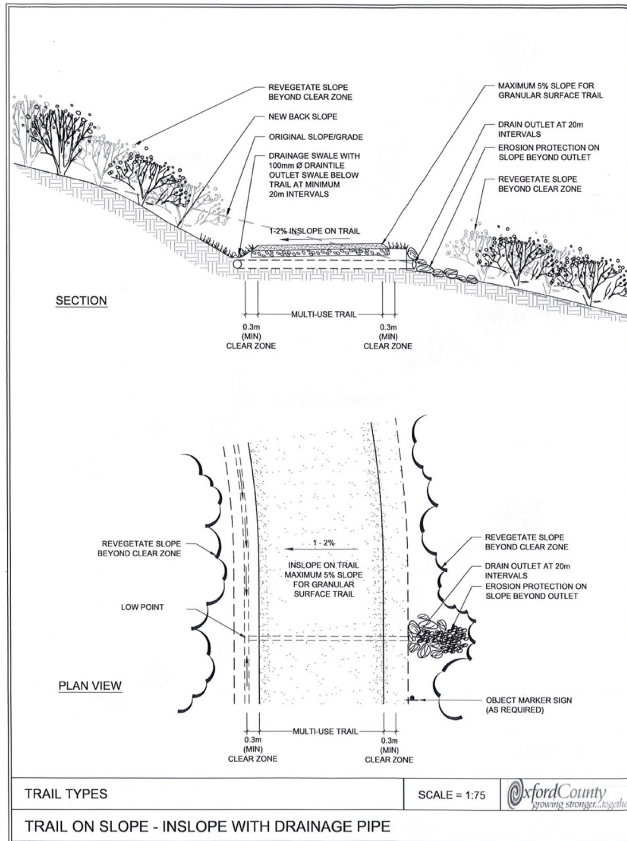 REVEGETATE SLOPE
BEYOND CLEAR ZONE
NEW BACK SLOPE
ORIGINAL SLOPE/GRADE
DRAINAGE SWALE WITH
100mm Ø DRAINTILE
OUTLET SWALE BELOW
TRAIL AT MINIMUM
20m INTERVALS
MAXIMUM 5% SLOPE FOR
GRANULAR SURFACE TRAIL
DRAIN OUTLET AT 20m
INTERVALS
EROSION PROTECTION ON
SLOPE BEYOND OUTLET
REVEGETATE SLOPE
BEYOND CLEAR ZONE
1-2% INSLOPE ON TRAIL
SECTION
MULTI-USE TRAIL
0.3m
(MIN)
CLEAR ZONE
0.3m
(MIN)
CLEAR ZONE
REVEGETATE SLOPE
BEYOND CLEAR ZONE
1 - 2%
INSLOPE ON TRAIL
MAXIMUM 5% SLOPE
FOR GRANULAR
SURFACE TRAIL
LOW POINT
REVEGETATE SLOPE
BEYOND CLEAR ZONE
DRAIN OUTLET AT 20m
INTERVALS
EROSION PROTECTION ON
SLOPE BEYOND OUTLET
PLAN VIEW
OBJECT MARKER SIGN
(AS REQUIRED)
MULTI-USE TRAIL
0.3m
(MIN)
CLEAR ZONE
0.3m
(MIN)
CLEAR ZONE
TRAIL TYPES
SCALE = 1:75
OxfordCounty
growing stronger...togethe
TRAIL ON SLOPE - INSLOPE WITH DRAINAGE PIPE